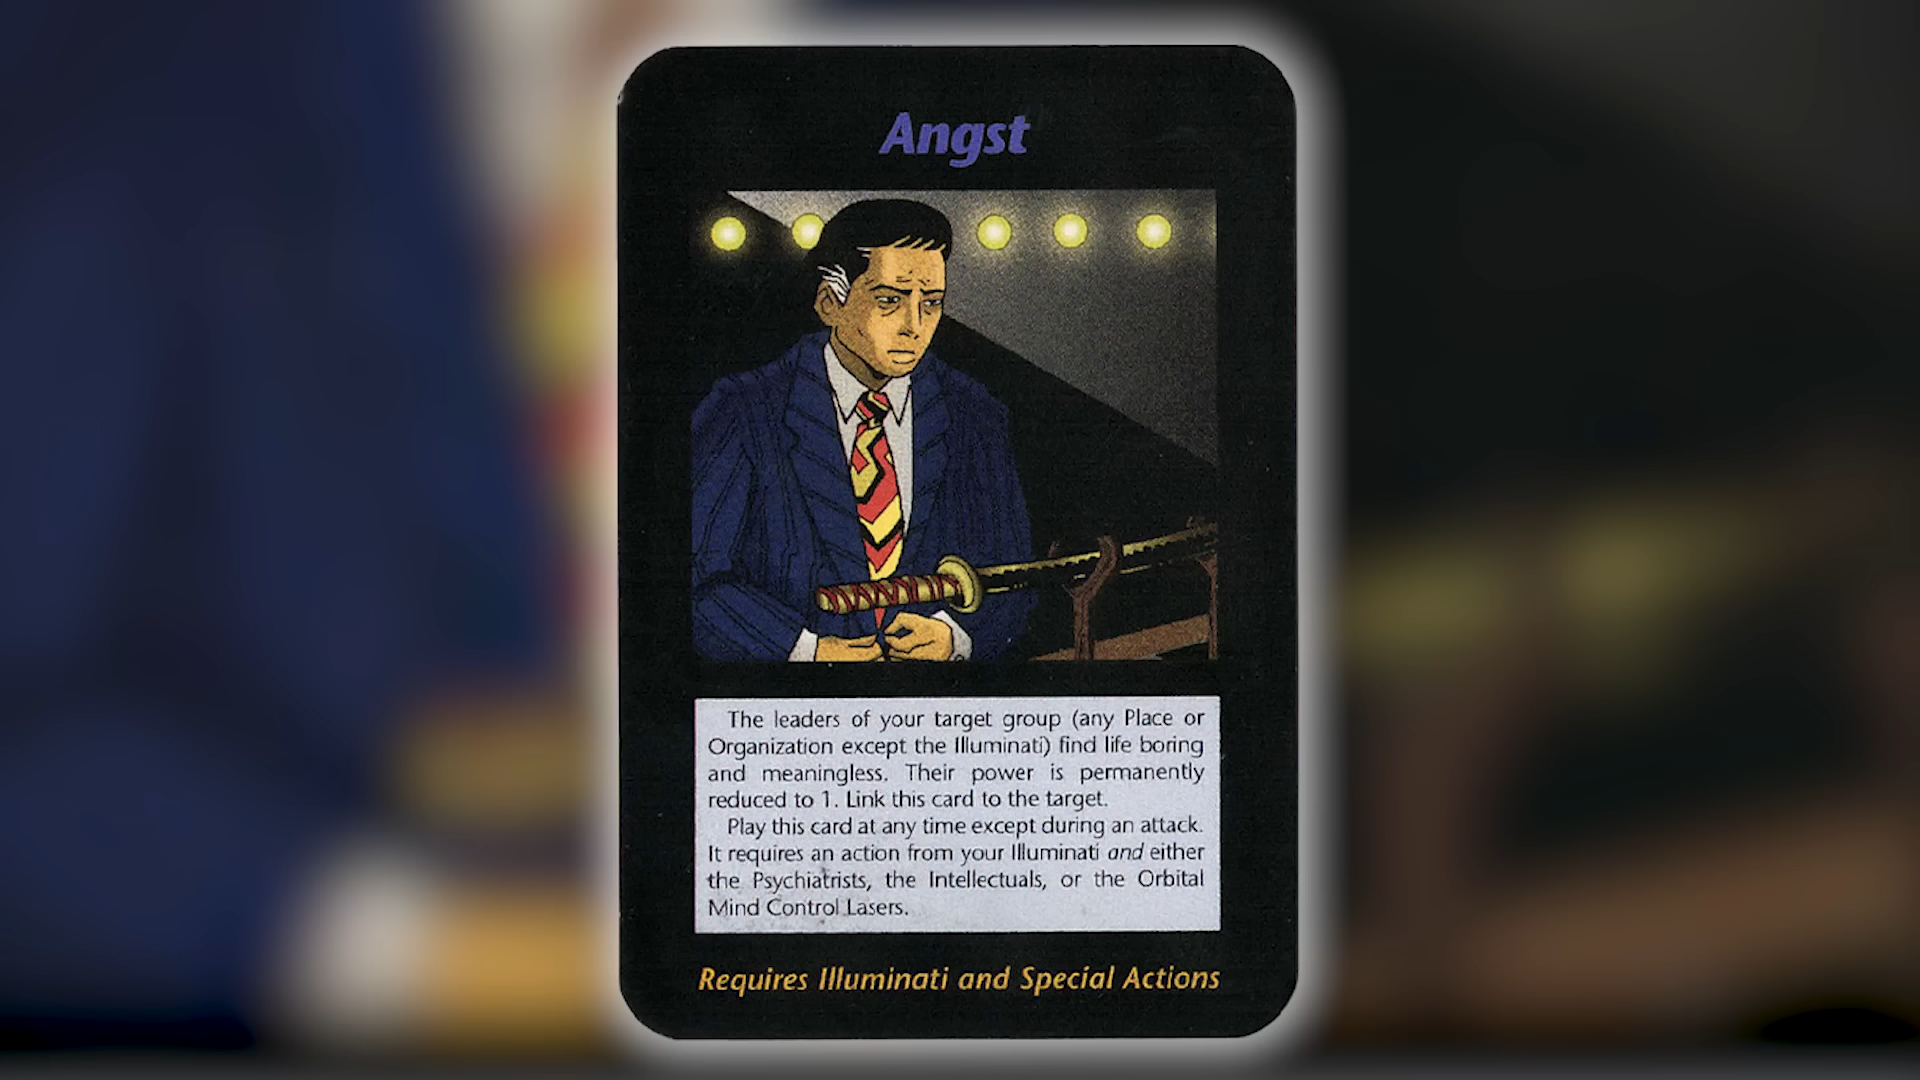 Angst
The leaders of your target group (any Place or
Organization except the Illuminati) find life boring
and meaningless. Their power is permanently
reduced to 1. Link this card to the target.
Play this card at any time except during an attack.
It requires an action from your Illuminati and either
the Psychiatrists, the Intellectuals, or the Orbital
Mind Control Lasers.
Requires Illuminati and Special Actions